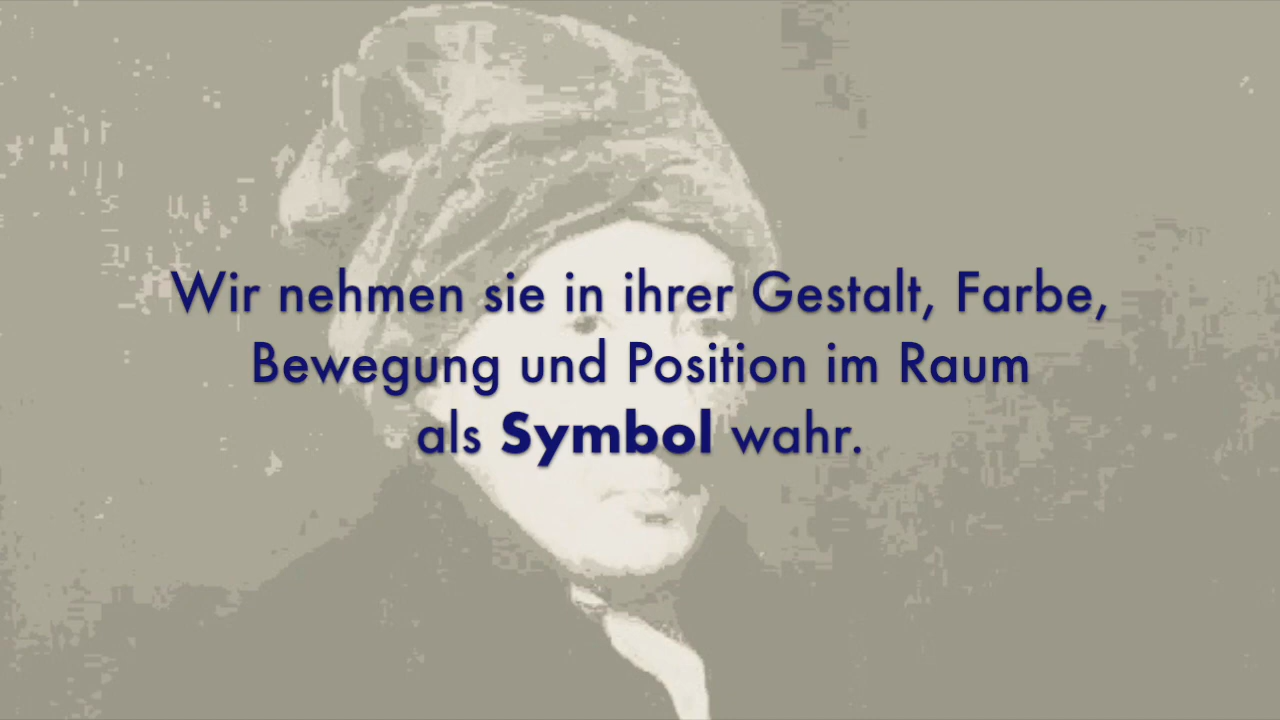 Wir nehmen sie in ihrer Gestalt, Farbe,
Bewegung und Position im Raum
als Symbol wahr.